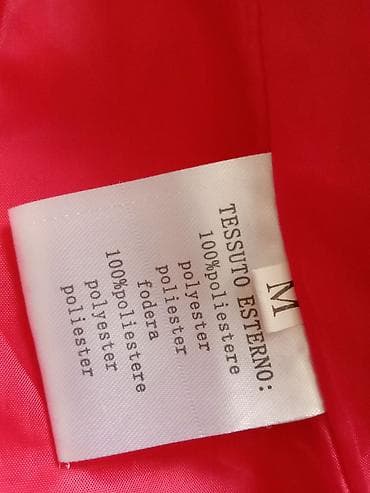 M
TESSUTO ESTERNO:
100%poliestere
polyester
poliester
fodera
100%poliestere
polyester
poliester